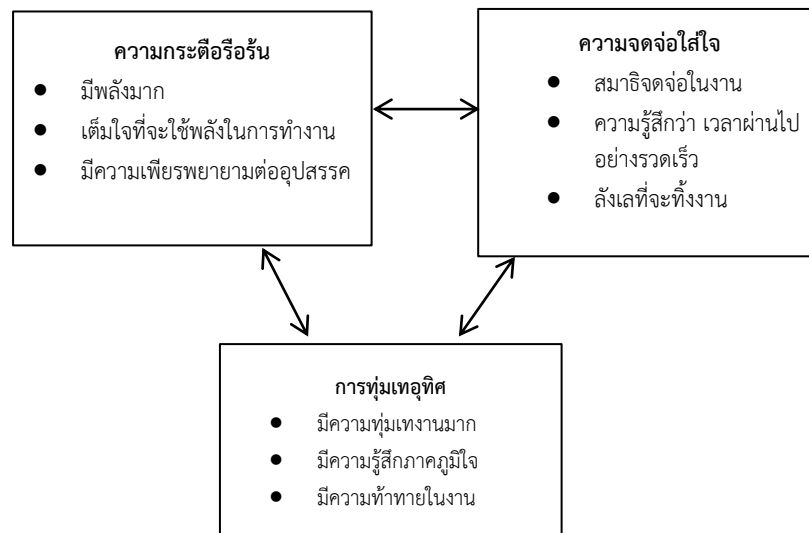 ความกระตือรือร้น
● มีพลังมาก
● เต็มใจที่จะใช้พลังในการทำงาน
● มีความเพียรพยายามต่ออุปสรรค
ความจดจ่อใส่ใจ
● สมาธิจดจ่อในงาน
● ความรู้สึกว่า เวลาผ่านไป
อย่างรวดเร็ว
● ลังเลที่จะทิ้งงาน
การทุ่มเทอุทิศ
● มีความทุ่มเทงานมาก
● มีความรู้สึกภาคภูมิใจ
● มีความท้าทายในงาน